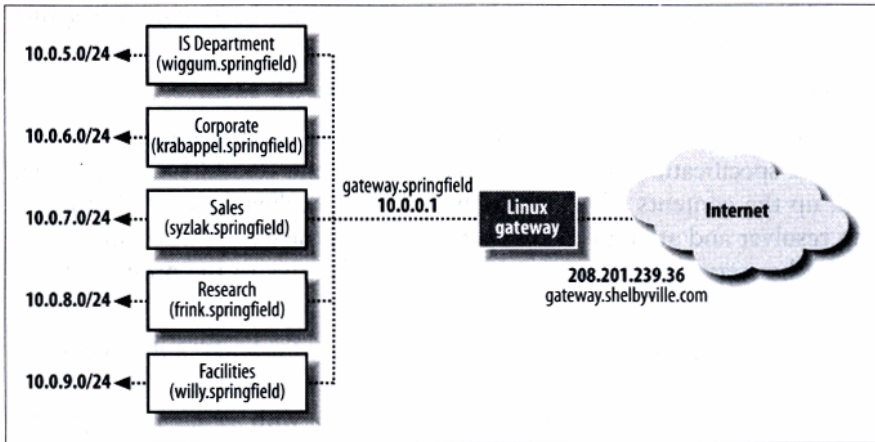 10.0.5.0/24
IS Department
(wiggum.springfield)
10.0.6.0/24
Corporate
(krabappel.springfield)
10.0.7.0/24
Sales
(syzlak.springfield)
10.0.8.0/24
Research
(frink.springfield)
10.0.9.0/24
Facilities
(willy.springfield)
gateway.springfield
10.0.0.1
Linux
gateway
208.201.239.36
gateway.shelbyville.com
Internet
resolver and